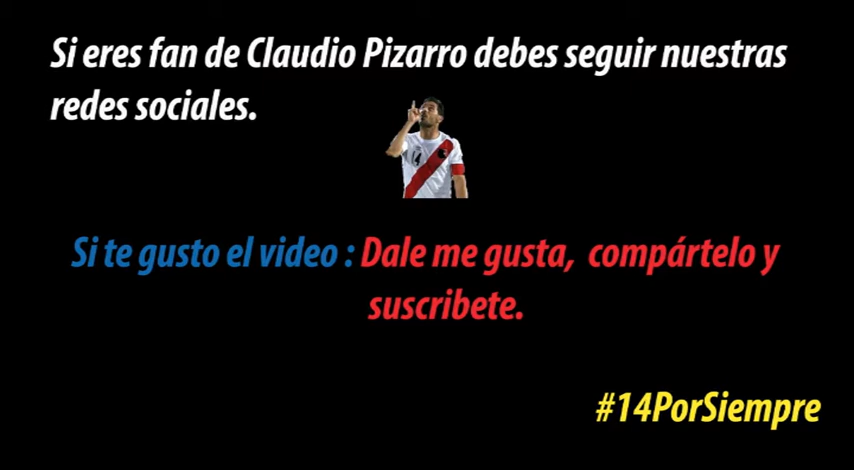 Si eres fan de Claudio Pizarro debes seguir nuestras
redes sociales.
14
Si te gusto el video : Dale me gusta, compártelo y
suscribete.
#14PorSiempre